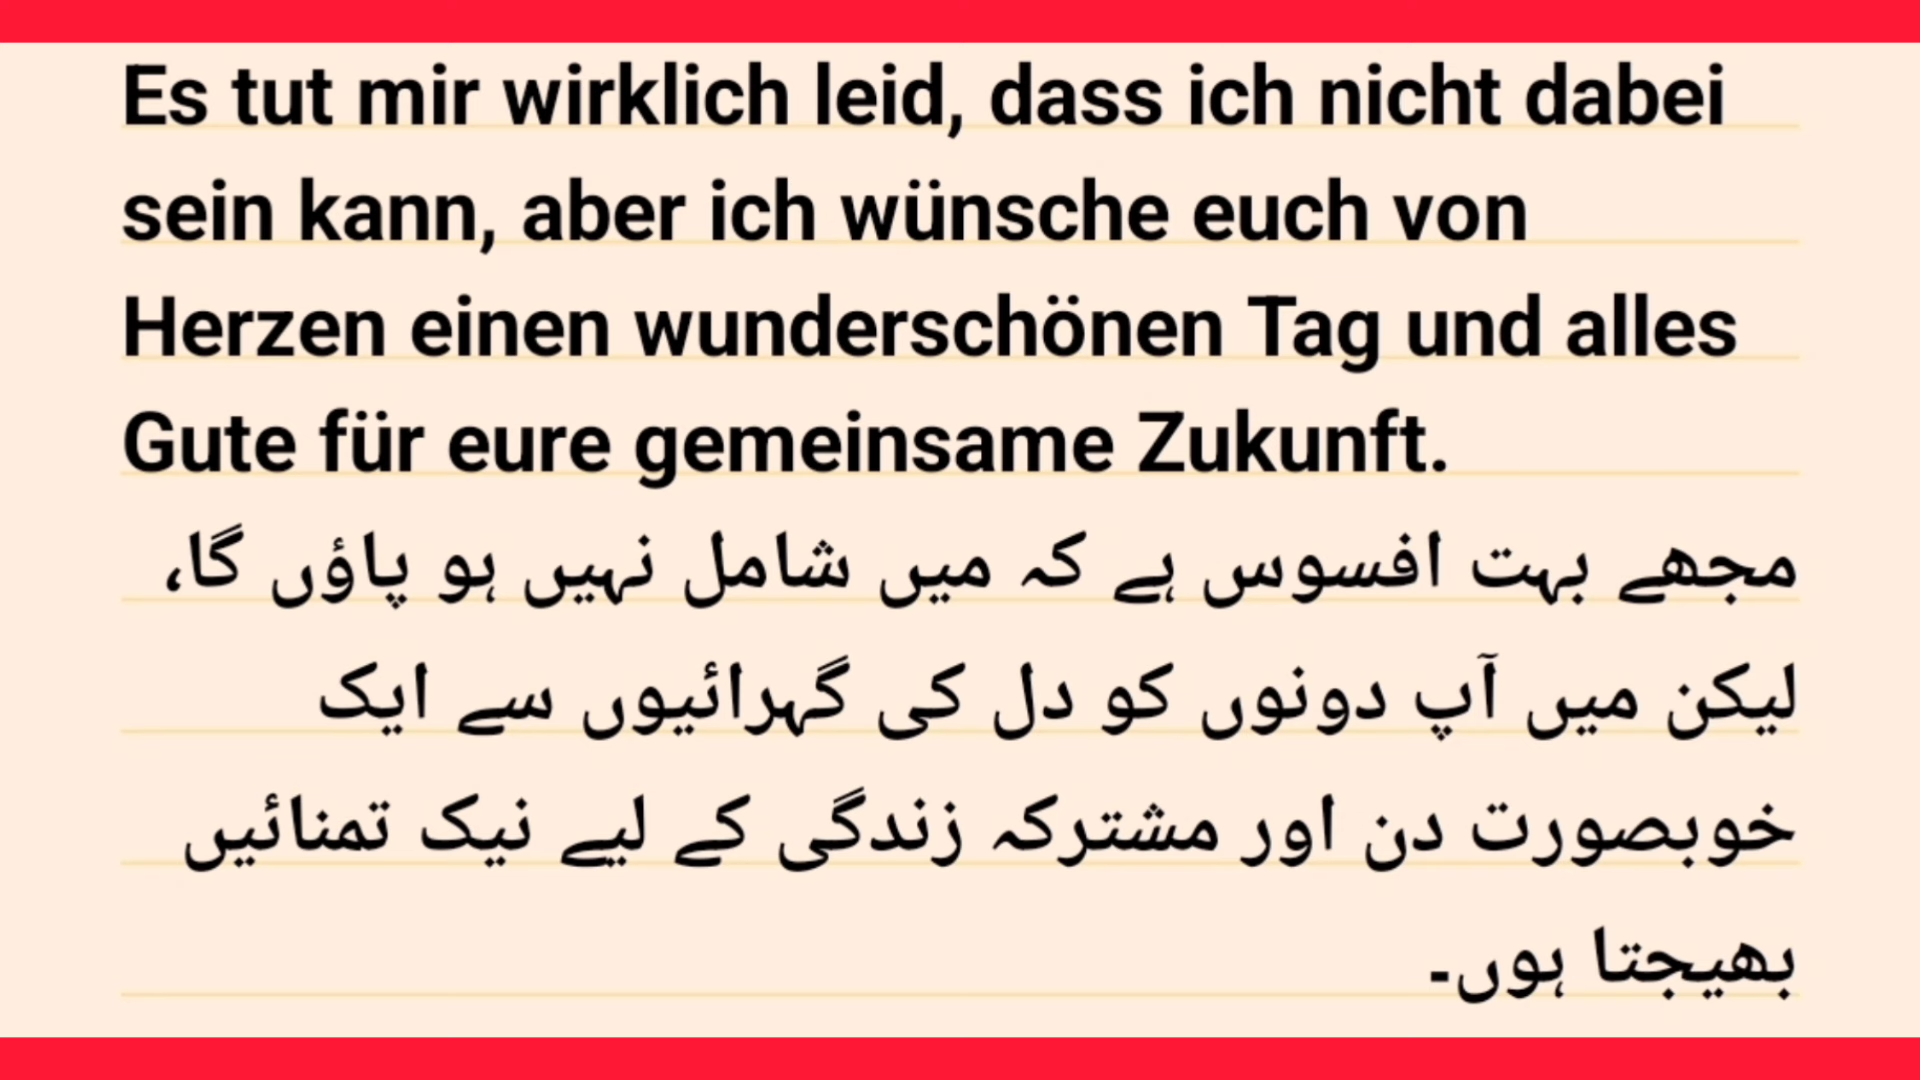 Es tut mir wirklich leid, dass ich nicht dabei
sein kann, aber ich wünsche euch von
Herzen einen wunderschönen Tag und alles
Gute für eure gemeinsame Zukunft.
مجھے بہت افسوس ہے کہ میں شامل نہیں ہو پاؤں گا،
لیکن میں آپ دونوں کو دل کی گہرائیوں سے ایک
خوبصورت دن اور مشترکہ زندگی کے لیے نیک تمنائیں
بھیجتا ہوں۔